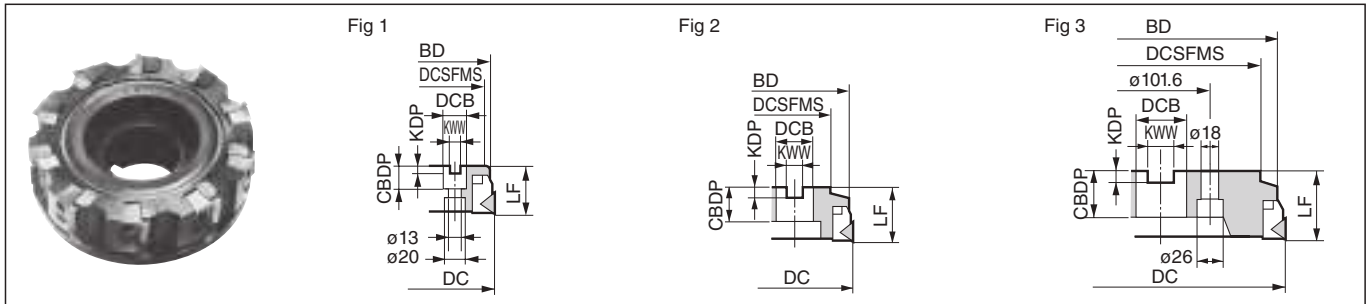 Fig 1
BD
DCSFMS
DCB
KWW
KDP
CBDP
LF
ø13
ø20
DC
Fig 2
BD
DCSFMS
DCB
KWW
KDP
CBDP
LF
DC
Fig 3
BD
DCSFMS
ø101.6
DCB
KWW
ø18
KDP
CBDP
LF
ø26
DC